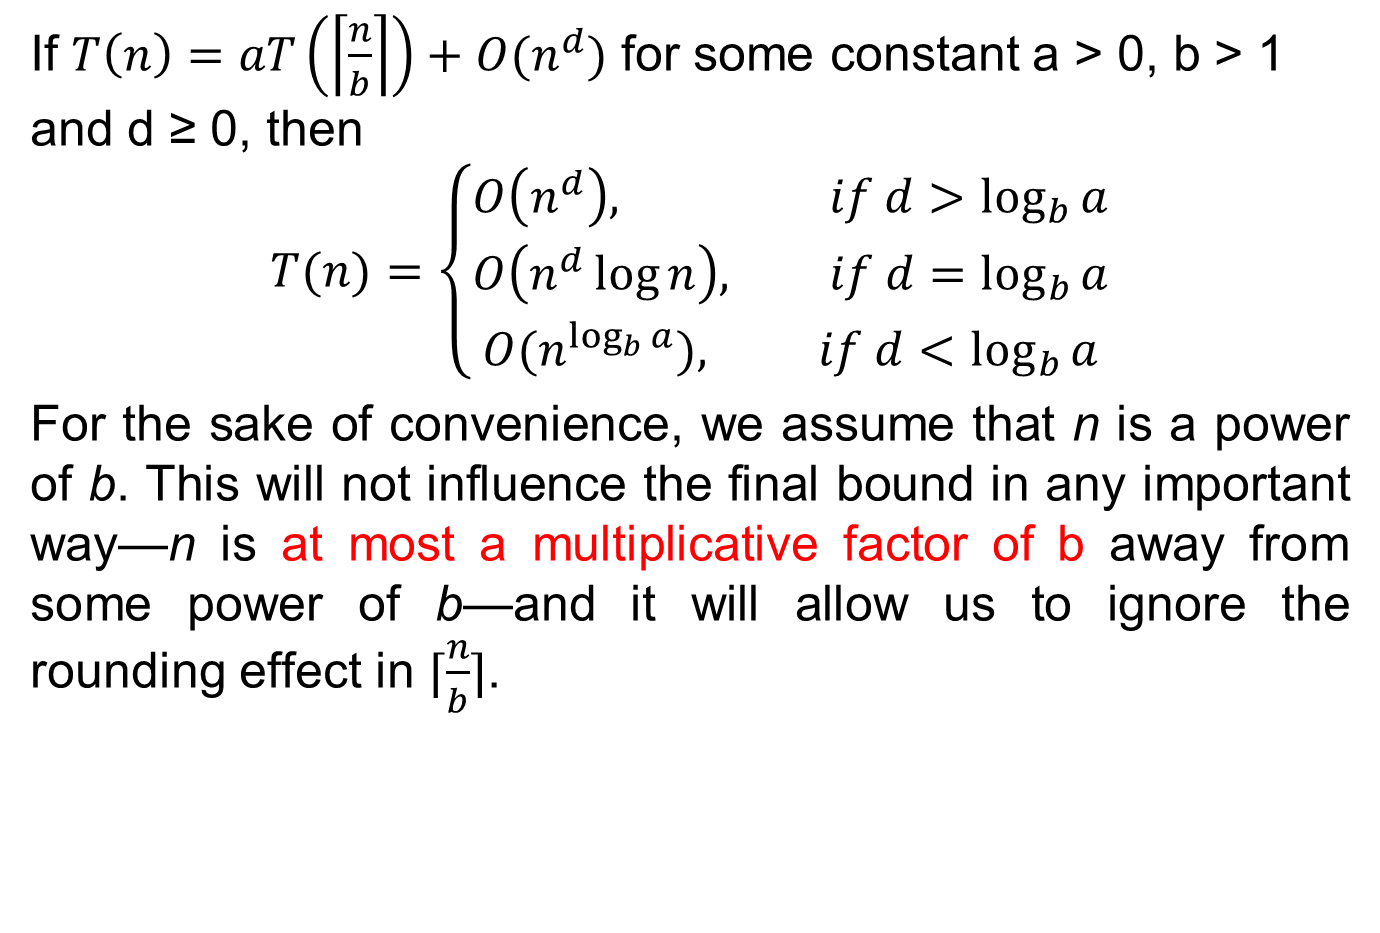 If T(n) = aT(⌈n/b⌉) + O(n^d) for some constant a > 0, b > 1
and d ≥ 0, then
T(n) = { O(n^d), if d > log_b a
O(n^d log n), if d = log_b a
O(n^{log_b a}), if d < log_b a
For the sake of convenience, we assume that n is a power
of b. This will not influence the final bound in any important
way—n is at most a multiplicative factor of b away from
some power of b—and it will allow us to ignore the
rounding effect in ⌈n/b⌉.